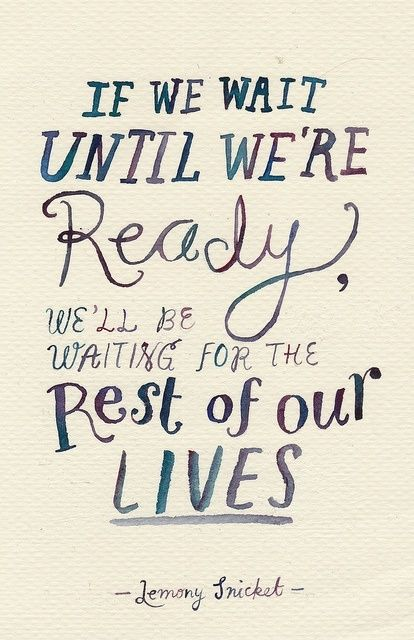 IF WE WAIT
UNTIL WE'RE
Ready,
WE'LL BE
WAITING FOR THE
Rest of our
LIVES
– Lemony Snicket –